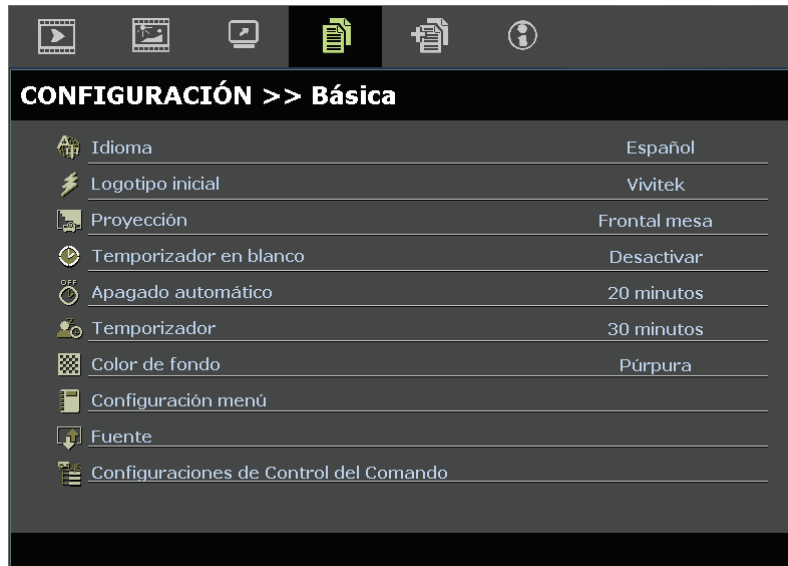 CONFIGURACIÓN >> Básica
Idioma Español
Logotipo inicial Vivitek
Proyección Frontal mesa
Temporizador en blanco Desactivar
OFF
Apagado automático 20 minutos
Temporizador 30 minutos
Color de fondo Púrpura
Configuración menú
Fuente
Configuraciones de Control del Comando